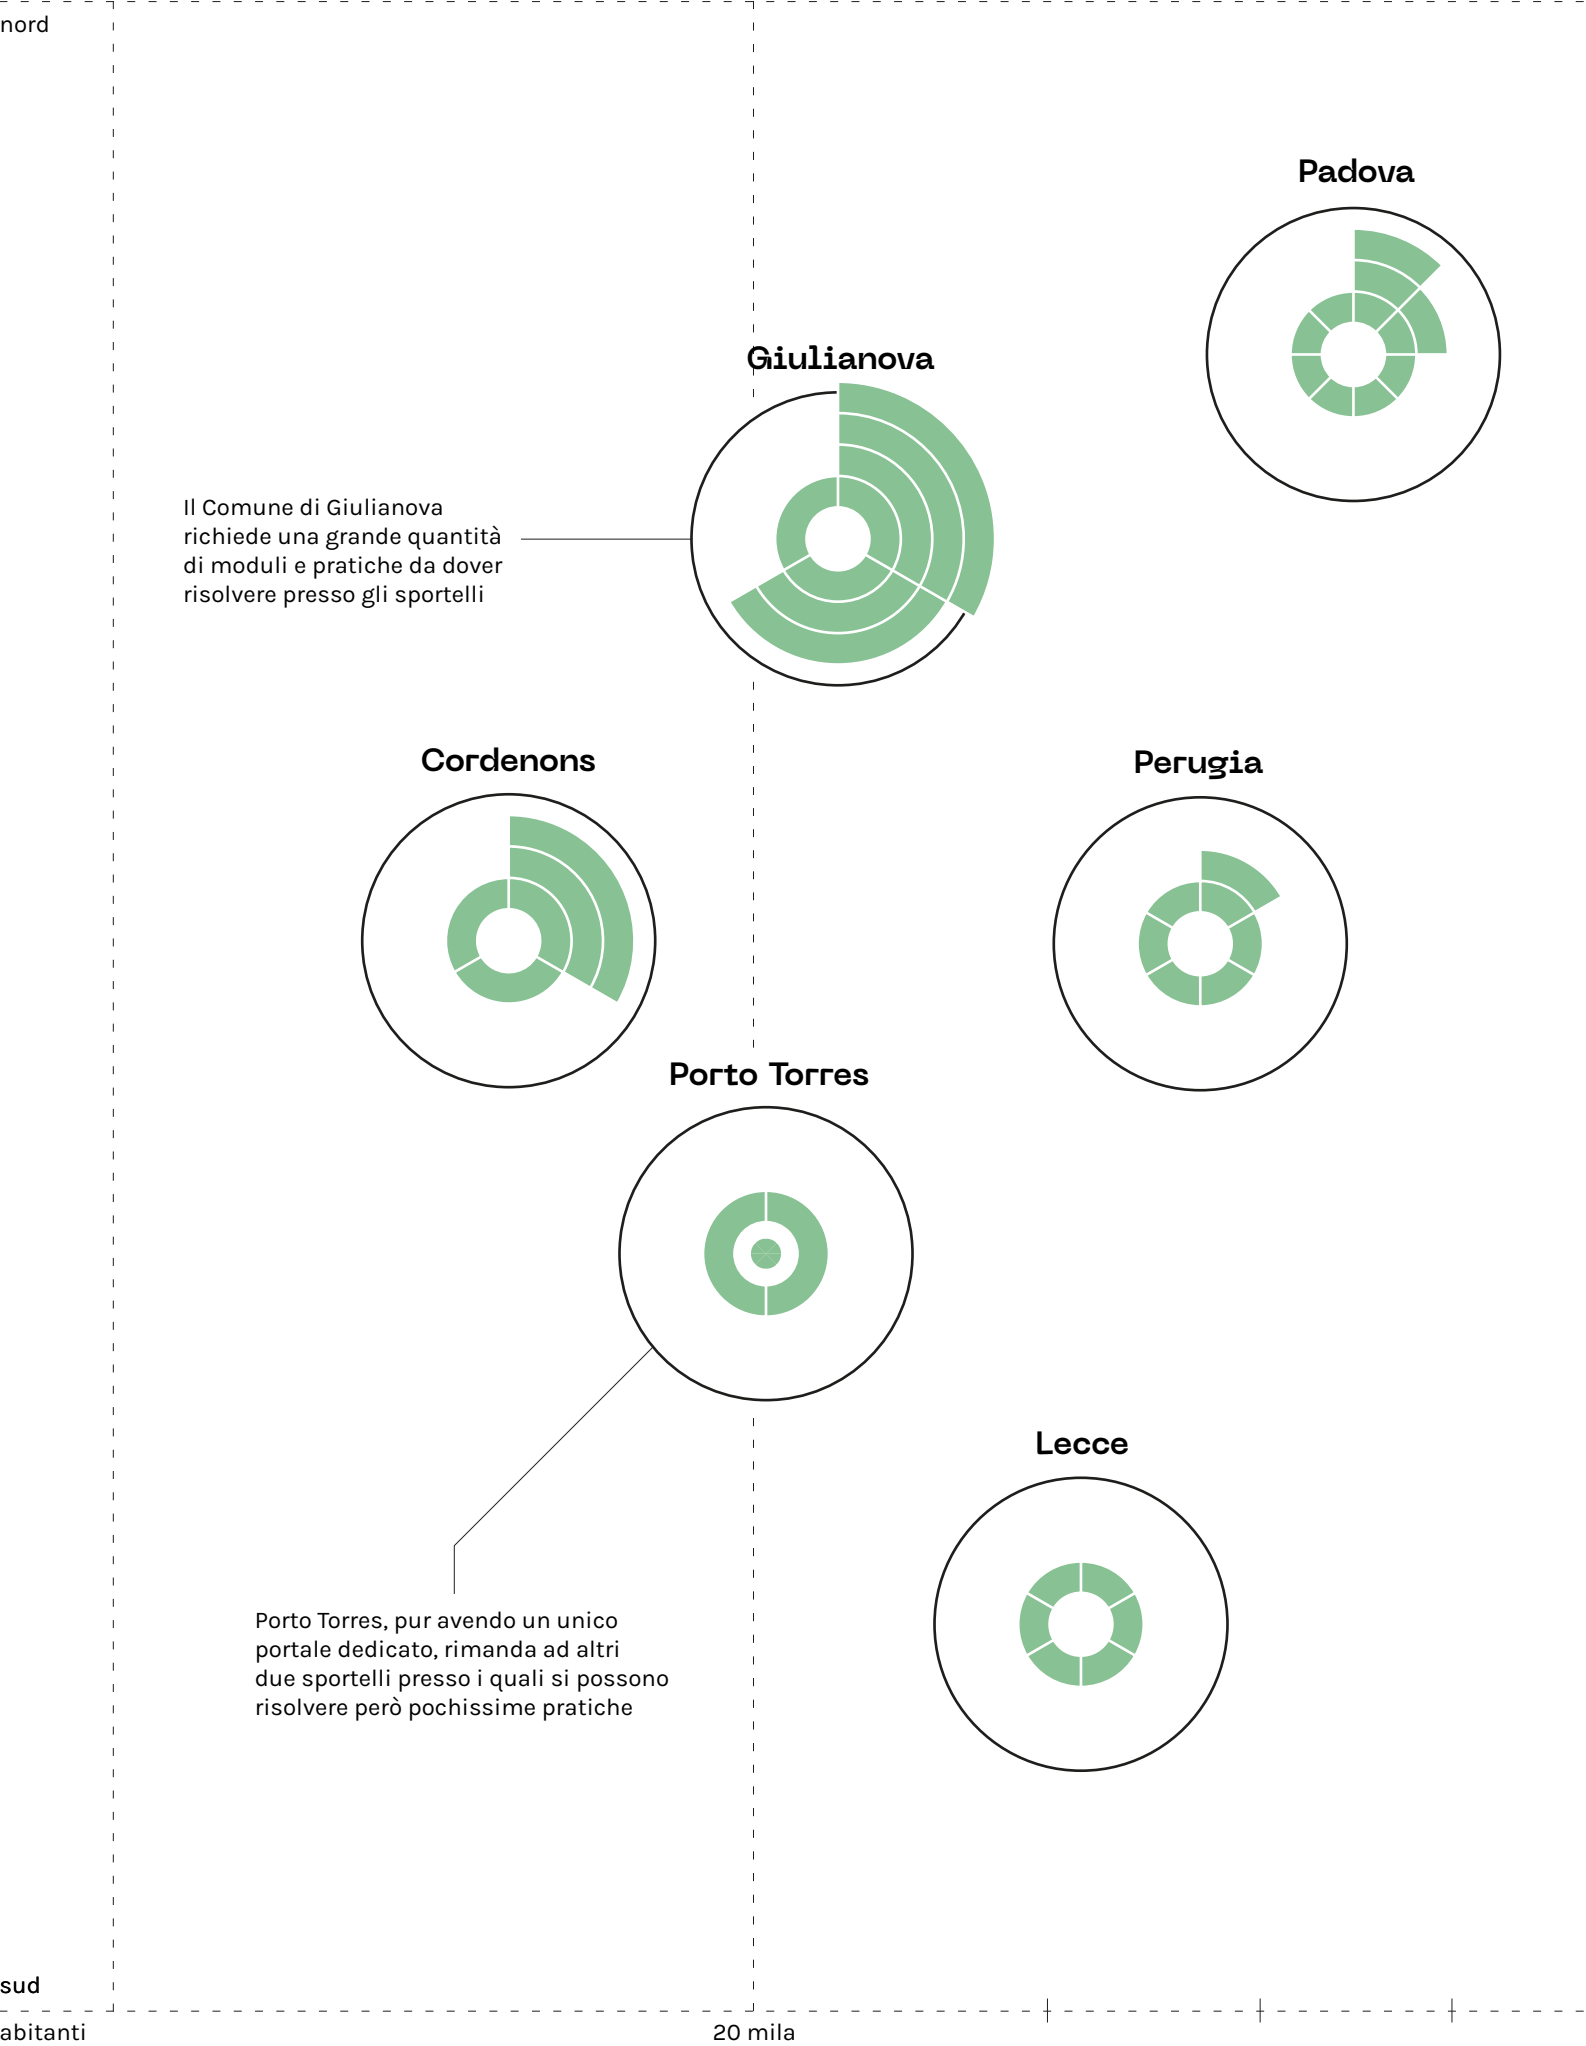 nord
Padova
Giulianova
Il Comune di Giulianova
richiede una grande quantità
di moduli e pratiche da dover
risolvere presso gli sportelli
Cordenons
Perugia
Porto Torres
Lecce
Porto Torres, pur avendo un unico
portale dedicato, rimanda ad altri
due sportelli presso i quali si possono
risolvere però pochissime pratiche
sud
abitanti
20 mila